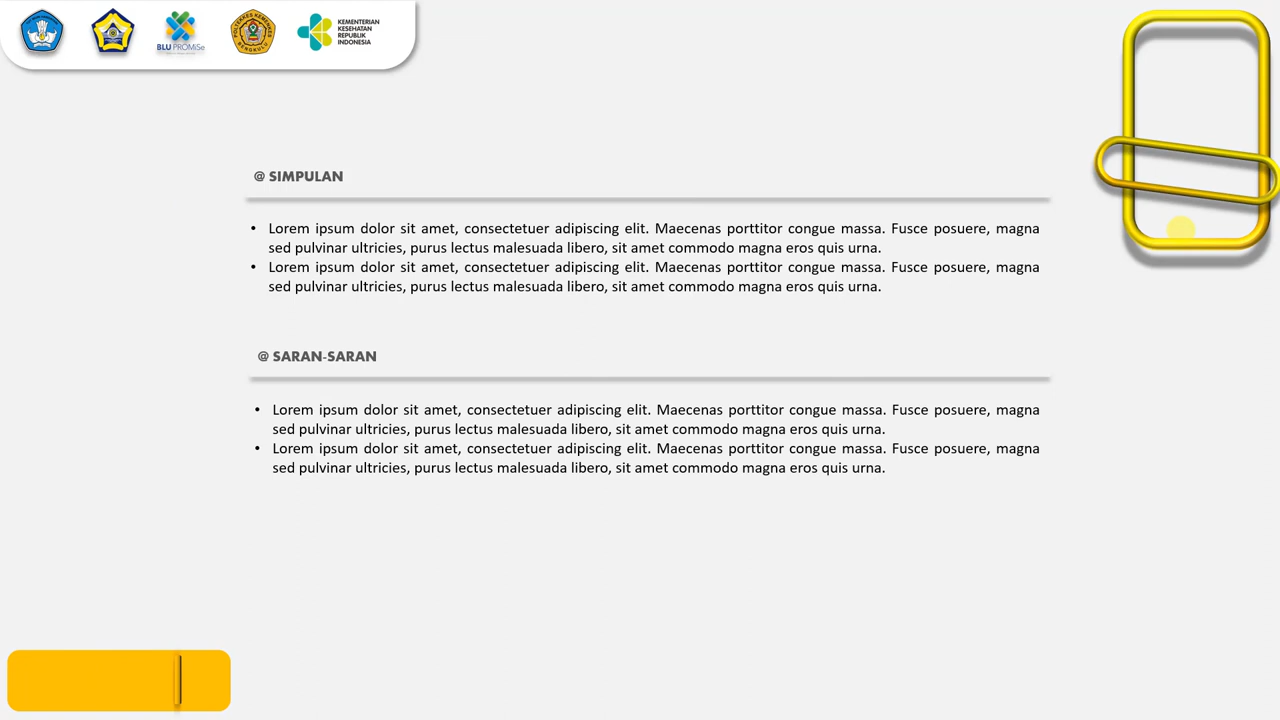 BLU PROMiSe
POLTEKKES KEMENKES
BENGKULU
KEMENTERIAN
KESEHATAN
REPUBLIK
INDONESIA
@ SIMPULAN
• Lorem ipsum dolor sit amet, consectetuer adipiscing elit. Maecenas porttitor congue massa. Fusce posuere, magna
sed pulvinar ultricies, purus lectus malesuada libero, sit amet commodo magna eros quis urna.
• Lorem ipsum dolor sit amet, consectetuer adipiscing elit. Maecenas porttitor congue massa. Fusce posuere, magna
sed pulvinar ultricies, purus lectus malesuada libero, sit amet commodo magna eros quis urna.
@ SARAN-SARAN
• Lorem ipsum dolor sit amet, consectetuer adipiscing elit. Maecenas porttitor congue massa. Fusce posuere, magna
sed pulvinar ultricies, purus lectus malesuada libero, sit amet commodo magna eros quis urna.
• Lorem ipsum dolor sit amet, consectetuer adipiscing elit. Maecenas porttitor congue massa. Fusce posuere, magna
sed pulvinar ultricies, purus lectus malesuada libero, sit amet commodo magna eros quis urna.